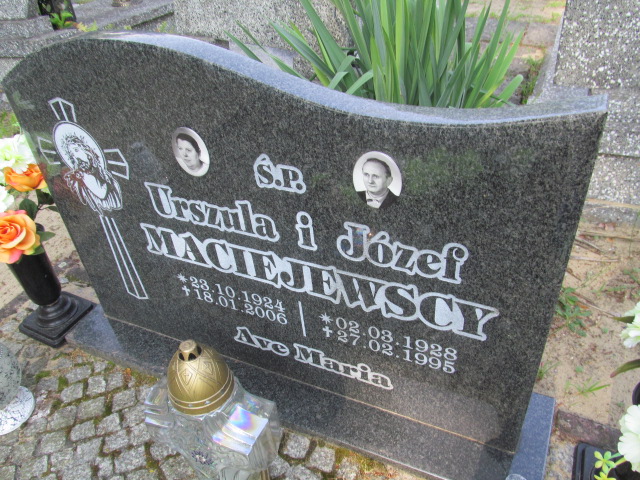 Ś.P.
Urszula i Józef
MACIEJEWSCY
*23.10.1924 *02.03.1928
+18.01.2006 +27.02.1995
Ave Maria